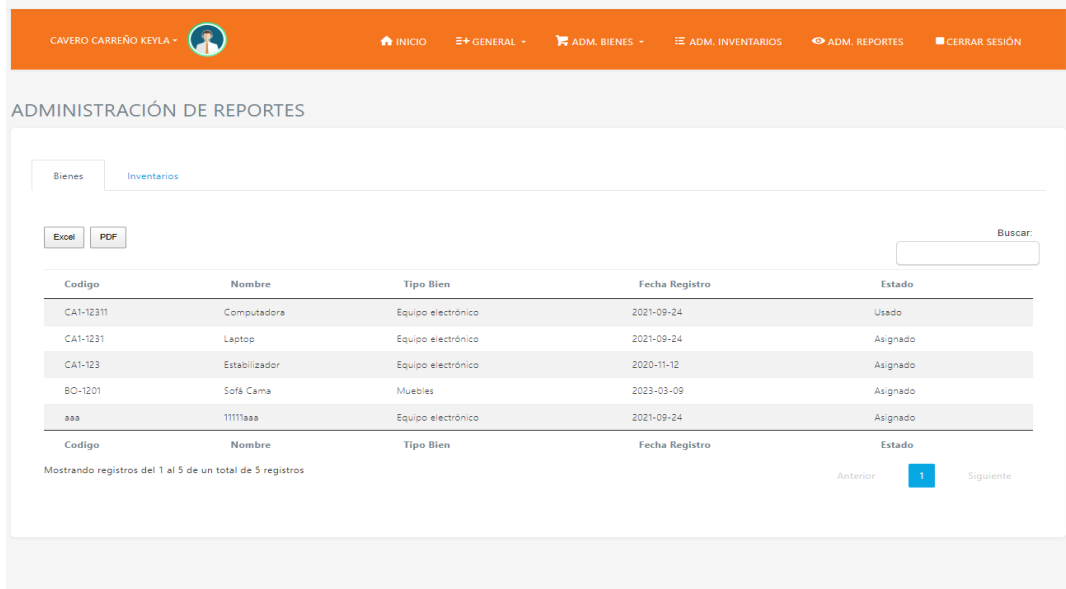 CAVERO CARREÑO KEYLA INICIO GENERAL ADM. BIENES ADM. INVENTARIOS ADM. REPORTES CERRAR SESIÓN
ADMINISTRACIÓN DE REPORTES
Bienes Inventarios
Excel PDF Buscar:
Codigo Nombre Tipo Bien Fecha Registro Estado
CA1-12311 Computadora Equipo electrónico 2021-09-24 Usado
CA1-1231 Laptop Equipo electrónico 2021-09-24 Asignado
CA1-123 Estabilizador Equipo electrónico 2020-11-12 Asignado
BO-1201 Sofá Cama Muebles 2023-03-09 Asignado
aaa 11111aaa Equipo electrónico 2021-09-24 Asignado
Codigo Nombre Tipo Bien Fecha Registro Estado
Mostrando registros del 1 al 5 de un total de 5 registros
Anterior 1 Siguiente